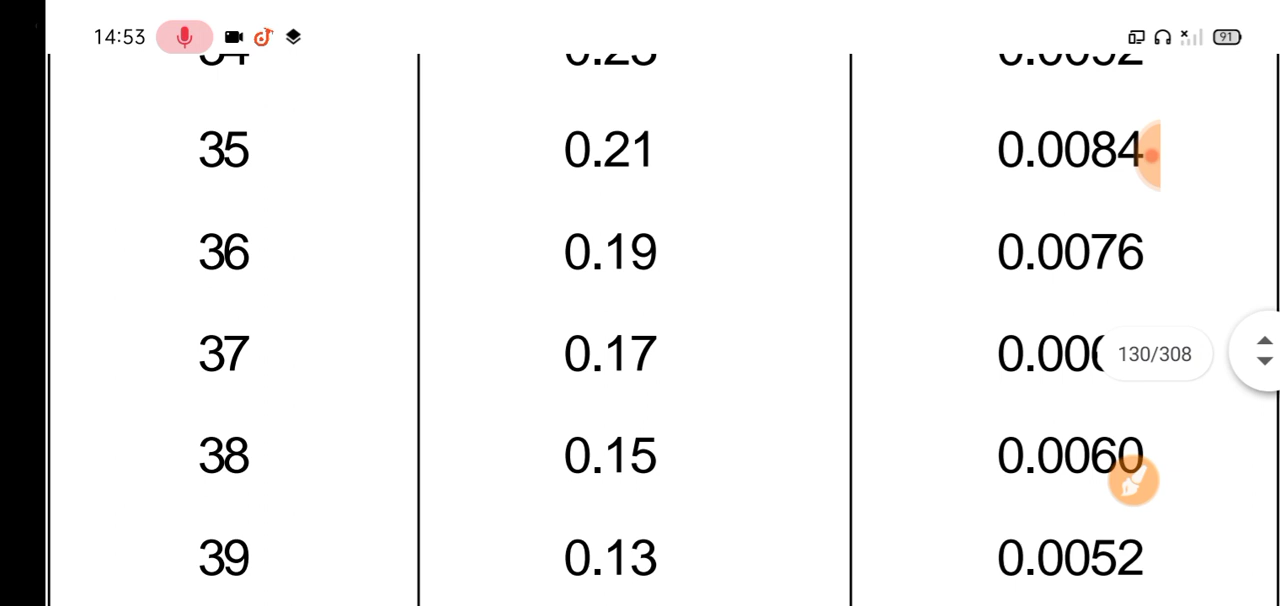 14:53 91
35 0.21 0.0084
36 0.19 0.0076
37 0.17 130/308
38 0.15 0.0060
39 0.13 0.0052